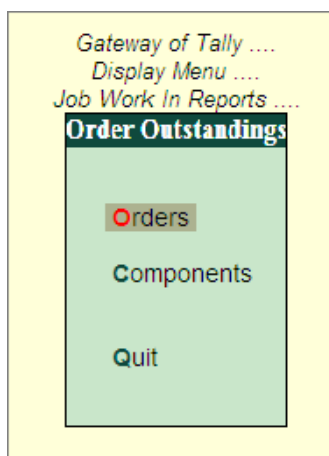 Gateway of Tally ....
Display Menu ....
Job Work In Reports ....
Order Outstandings
Orders
Components
Quit